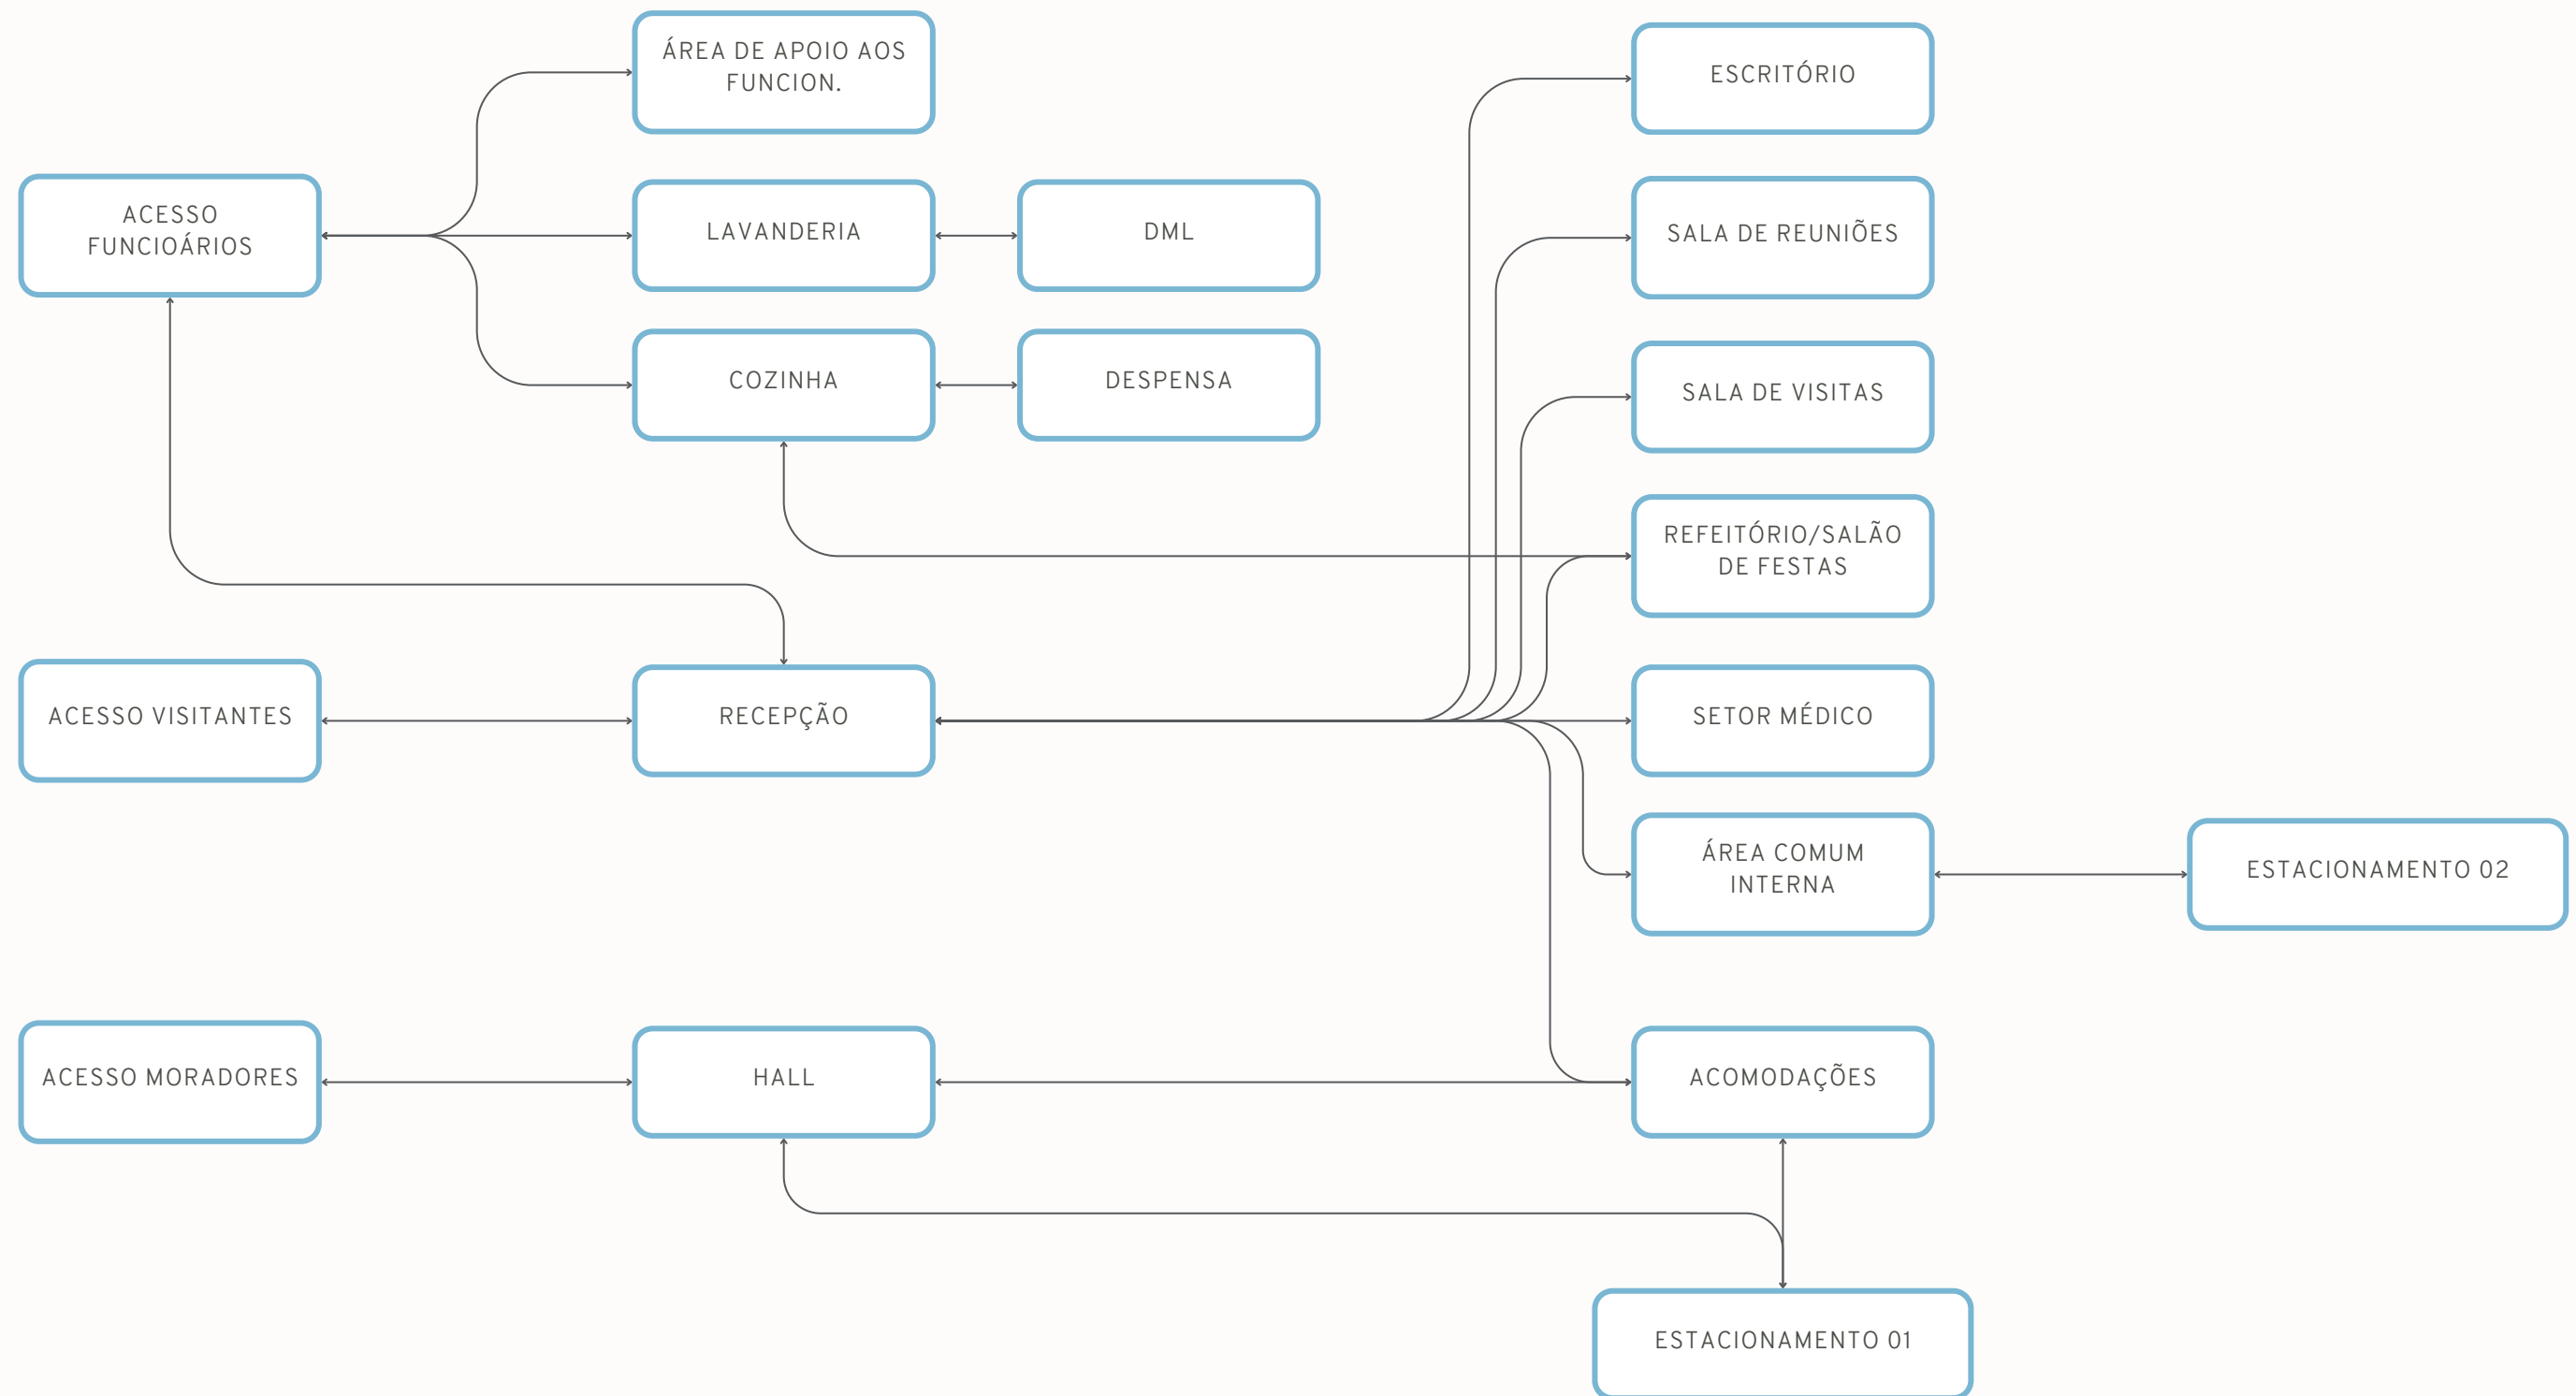 ÁREA DE APOIO AOS
FUNCION.
ESCRITÓRIO
ACESSO
FUNCIOÁRIOS
LAVANDERIA
DML
SALA DE REUNIÕES
COZINHA
DESPENSA
SALA DE VISITAS
REFEITÓRIO/SALÃO
DE FESTAS
ACESSO VISITANTES
RECEPÇÃO
SETOR MÉDICO
ÁREA COMUM
INTERNA
ESTACIONAMENTO 02
ACESSO MORADORES
HALL
ACOMODAÇÕES
ESTACIONAMENTO 01